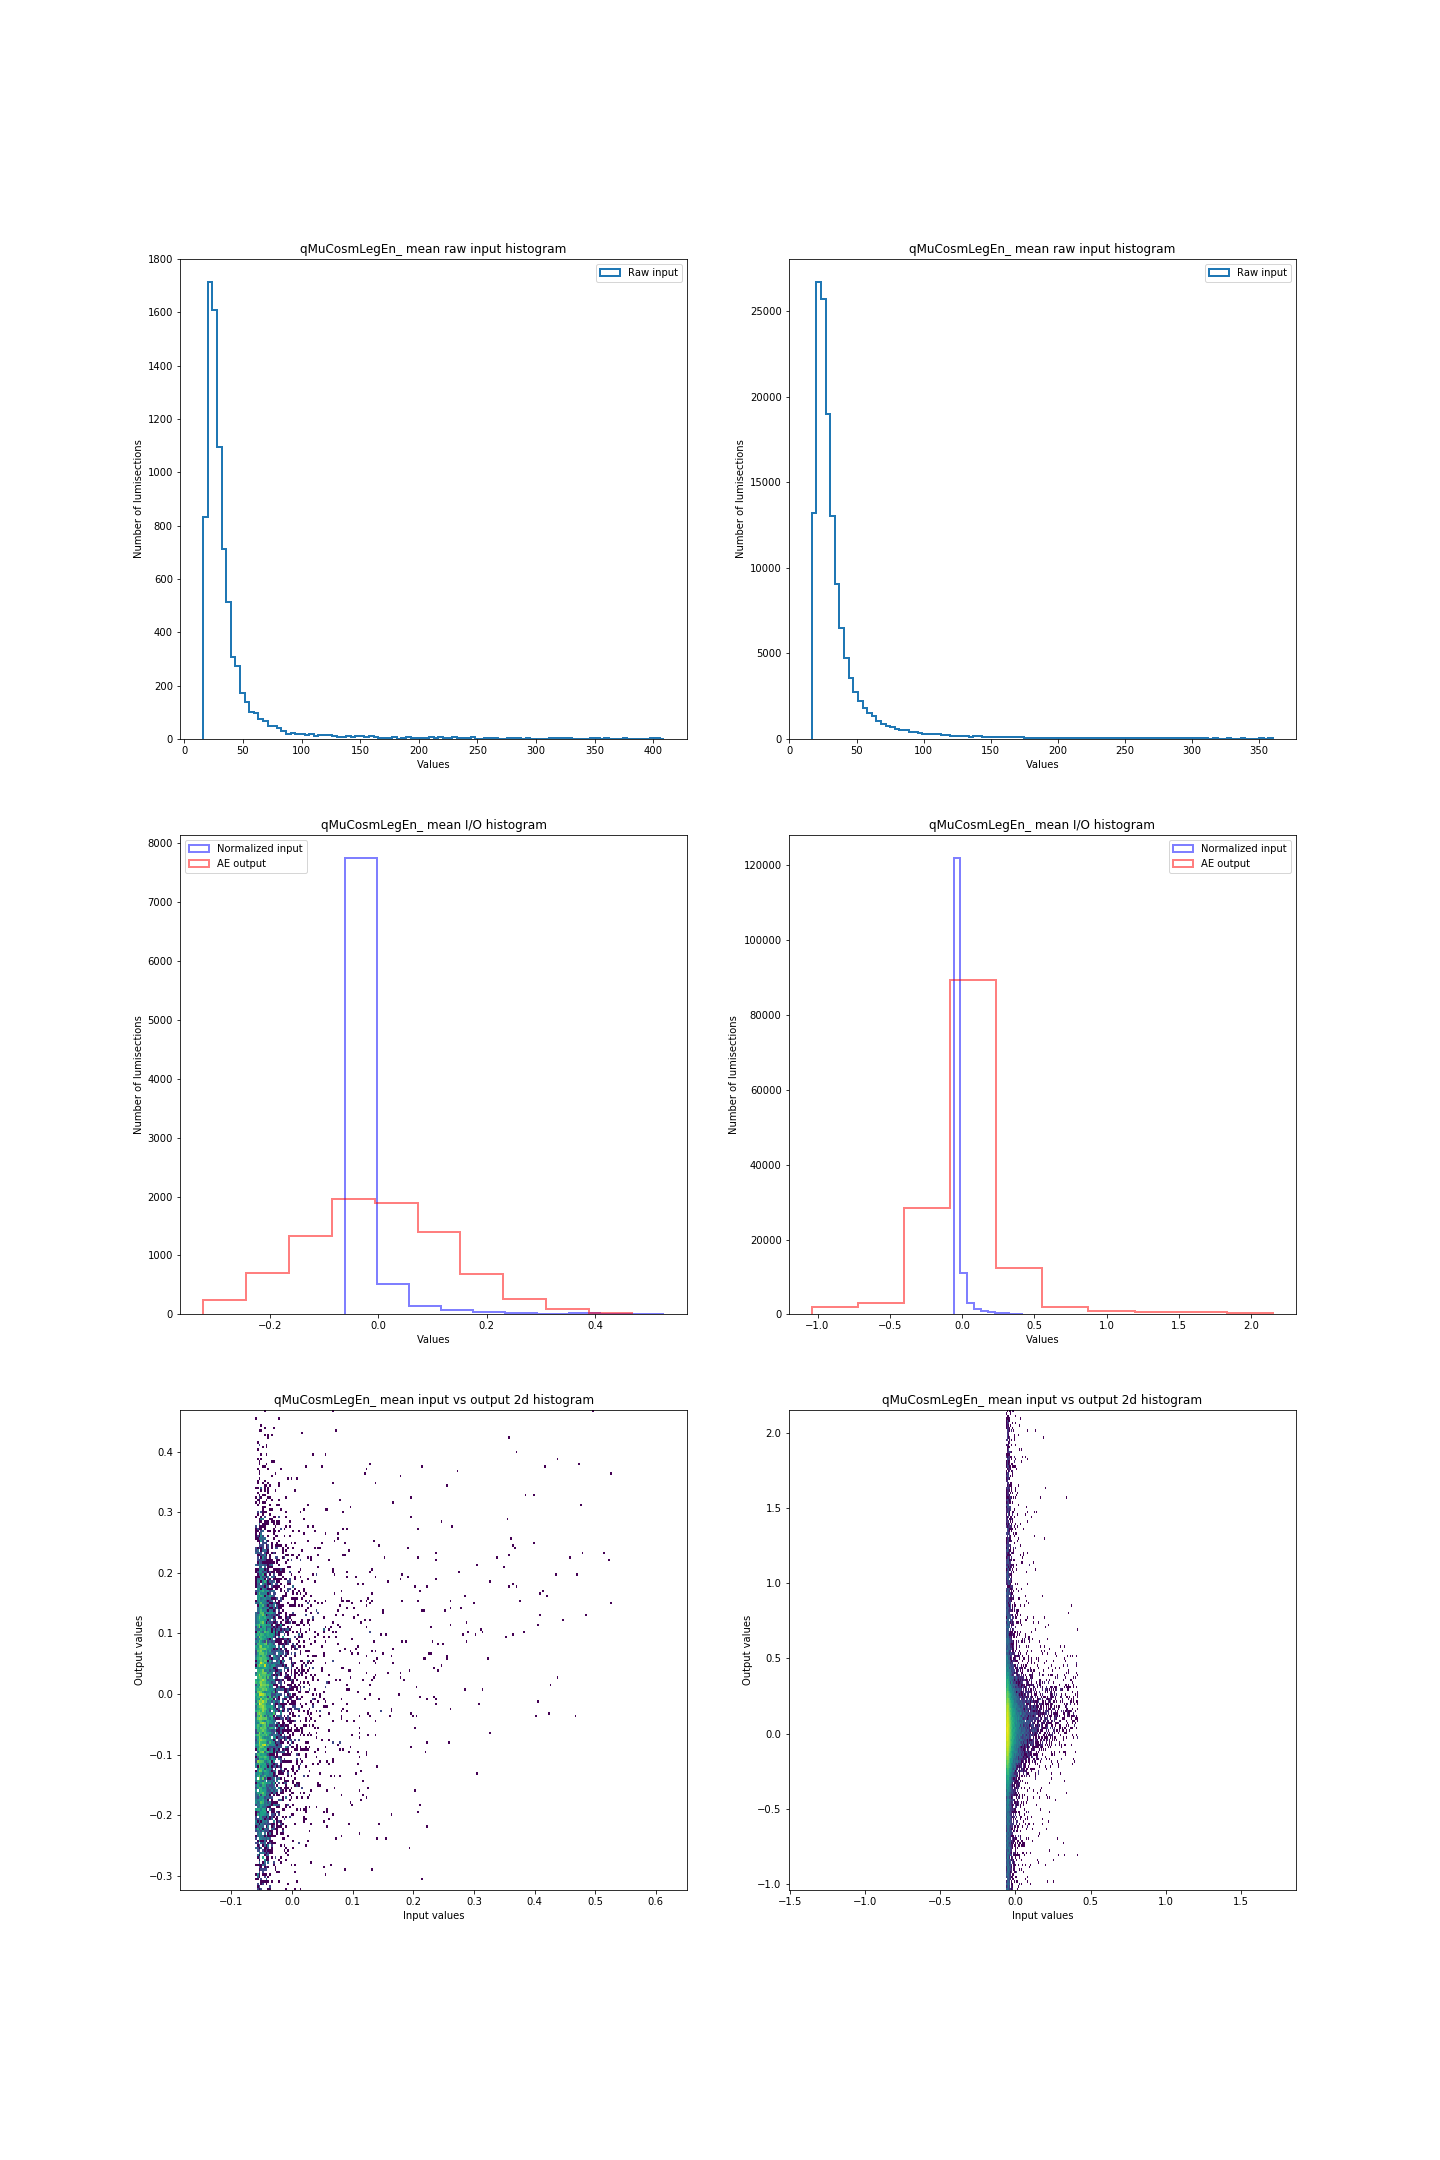 qMuCosmLegEn_ mean raw input histogram
Raw input
Number of lumisections
1800
1600
1400
1200
1000
800
600
400
200
0
0 50 100 150 200 250 300 350 400
Values
qMuCosmLegEn_ mean raw input histogram
Raw input
Number of lumisections
25000
20000
15000
10000
5000
0
0 50 100 150 200 250 300 350
Values
qMuCosmLegEn_ mean I/O histogram
Normalized input
AE output
Number of lumisections
8000
7000
6000
5000
4000
3000
2000
1000
0
−0.2 0.0 0.2 0.4
Values
qMuCosmLegEn_ mean I/O histogram
Normalized input
AE output
Number of lumisections
120000
100000
80000
60000
40000
20000
0
−1.0 −0.5 0.0 0.5 1.0 1.5 2.0
Values
qMuCosmLegEn_ mean input vs output 2d histogram
Output values
0.4
0.3
0.2
0.1
0.0
−0.1
−0.2
−0.3
−0.1 0.0 0.1 0.2 0.3 0.4 0.5 0.6
Input values
qMuCosmLegEn_ mean input vs output 2d histogram
Output values
2.0
1.5
1.0
0.5
0.0
−0.5
−1.0
−1.5 −1.0 −0.5 0.0 0.5 1.0 1.5
Input values